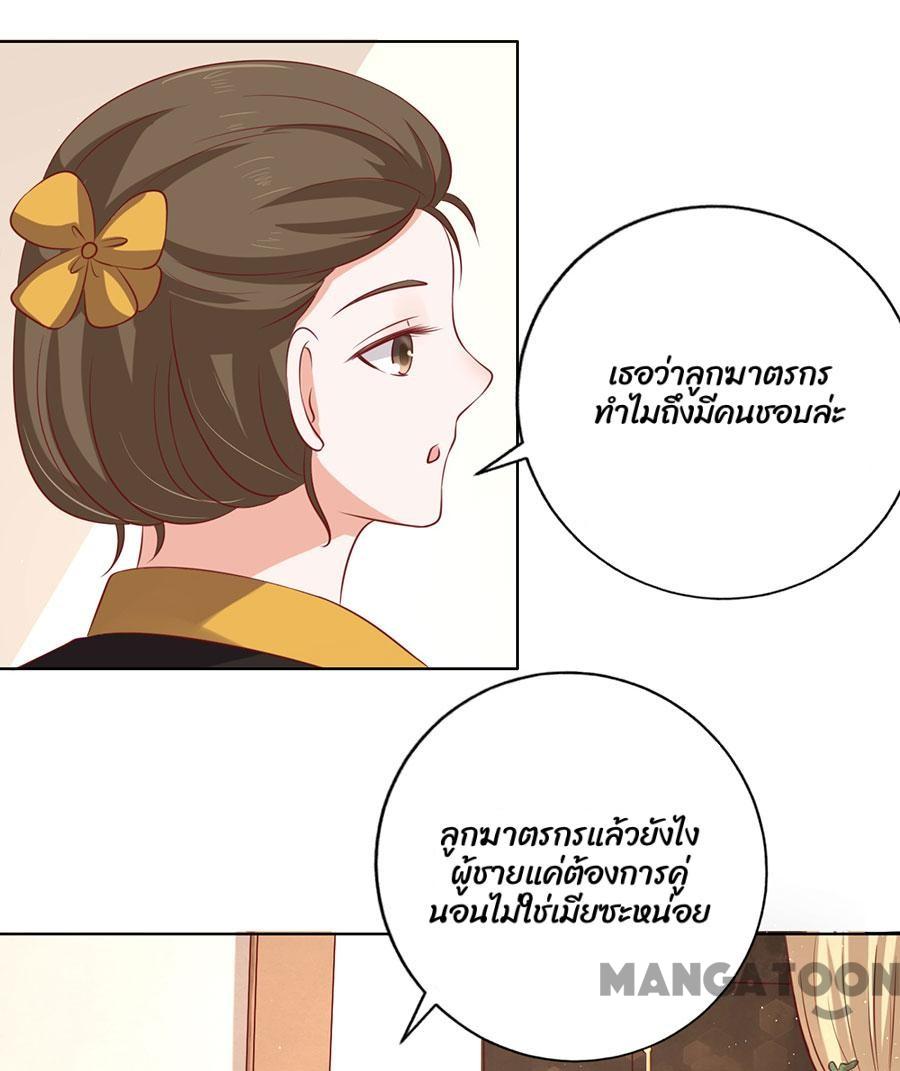 เธอว่าลูกฆาตรกร
ทำไมถึงมีคนชอบล่ะ
ลูกฆาตรกรแล้วยังไง
ผู้ชายแค่ต้องการคู่
นอนไม่ใช่เมียซะหน่อย
MANGATOON